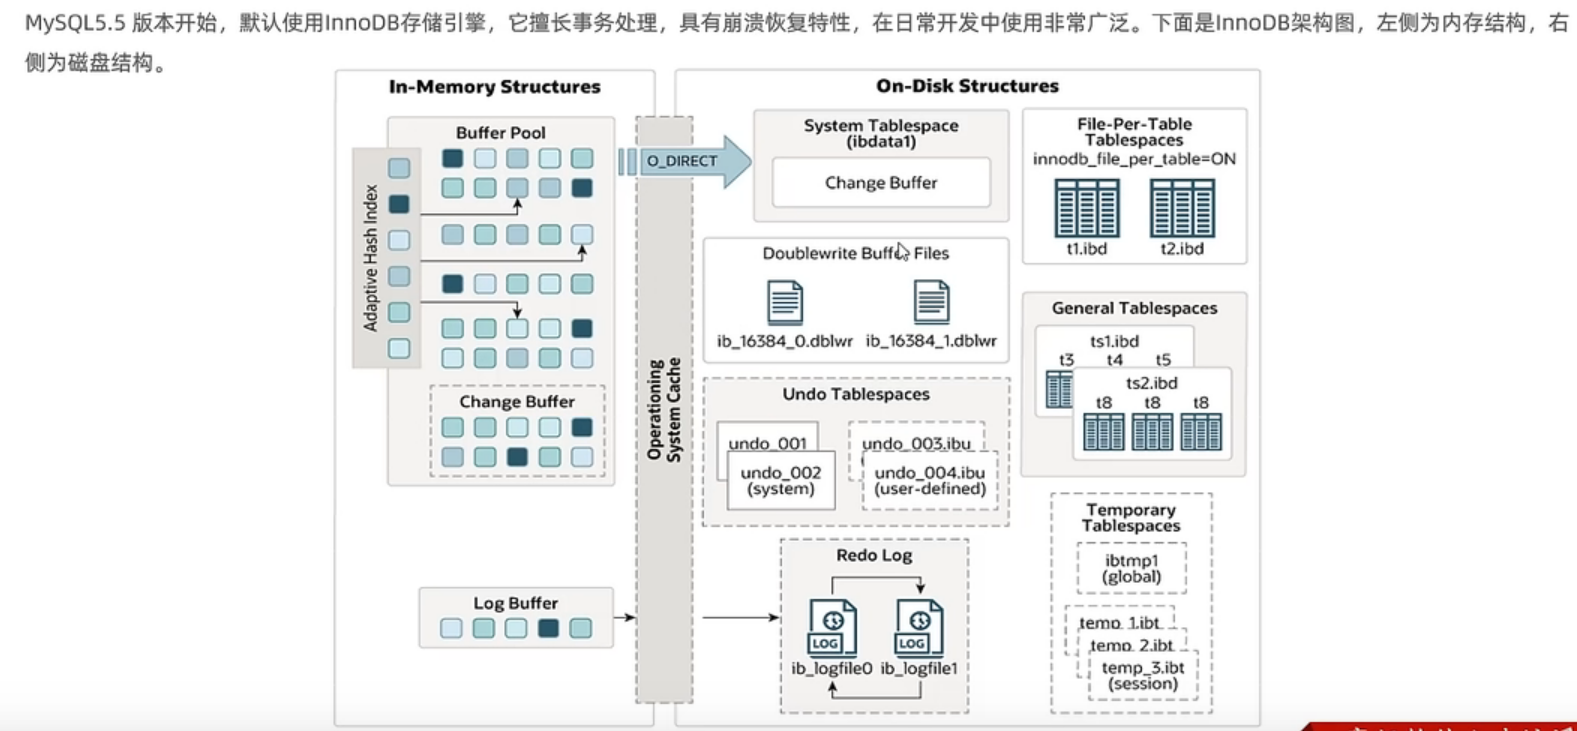 MySQL5.5 版本开始，默认使用InnoDB存储引擎，它擅长事务处理，具有崩溃恢复特性，在日常开发中使用非常广泛。下面是InnoDB架构图，左侧为内存结构，右
侧为磁盘结构。
In-Memory Structures
Buffer Pool
Adaptive Hash Index
Change Buffer
Log Buffer
Operationing
System Cache
O_DIRECT
On-Disk Structures
System Tablespace
(ibdata1)
Change Buffer
Doublewrite Buffer Files
ib_16384_0.dblwr ib_16384_1.dblwr
Undo Tablespaces
undo_001
undo_002
(system)
undo_003.ibu
undo_004.ibu
(user-defined)
Redo Log
LOG LOG
ib_logfile0 ib_logfile1
File-Per-Table
Tablespaces
innodb_file_per_table=ON
t1.ibd t2.ibd
General Tablespaces
ts1.ibd
t3 t4 t5
ts2.ibd
t8 t8 t8
Temporary
Tablespaces
ibtmp1
(global)
temp_1.ibt
temp_2.ibt
temp_3.ibt
(session)